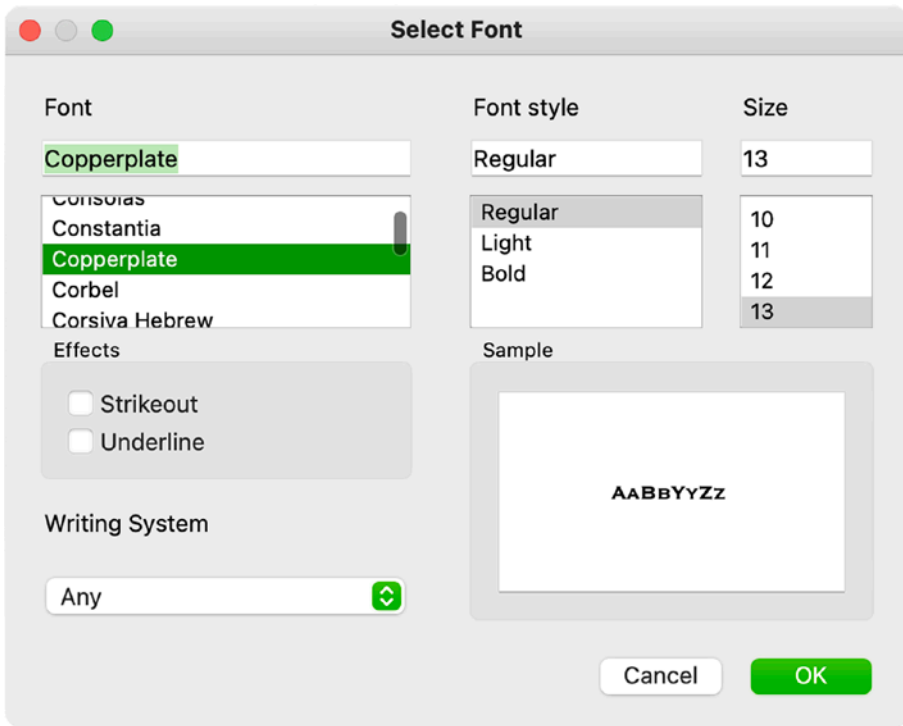 Select Font
Font
Font style
Size
Copperplate
Regular
13
Consolas
Constantia
Copperplate
Corbel
Corsiva Hebrew
Regular
Light
Bold
10
11
12
13
Effects
Strikeout
Underline
Sample
AaBbYyZz
Writing System
Any
Cancel
OK